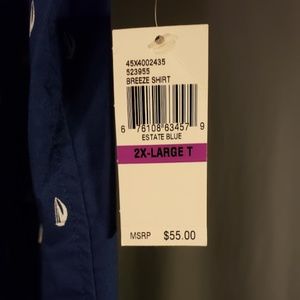 45X4002435
523955
BREEZE SHIRT
6 76108 63457 9
ESTATE BLUE
2X-LARGE T
MSRP $55.00